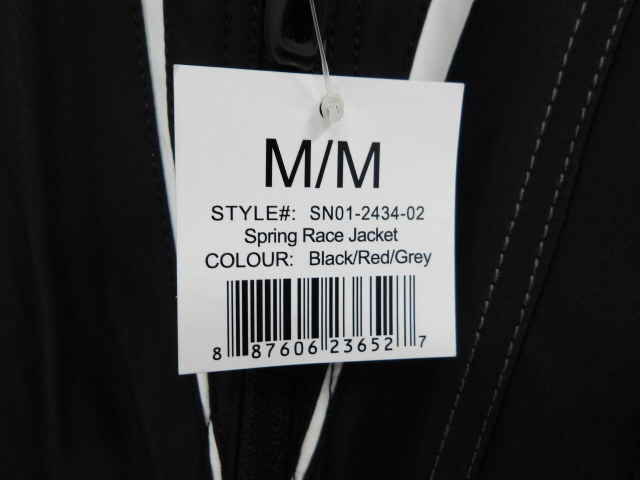 M/M
STYLE#: SN01-2434-02
Spring Race Jacket
COLOUR: Black/Red/Grey
8 87606 23652 7